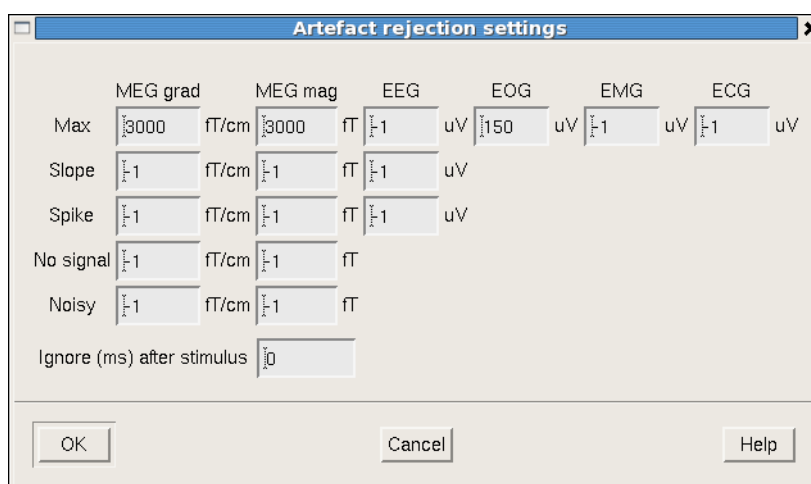 Artefact rejection settings
MEG grad MEG mag EEG EOG EMG ECG
Max 3000 fT/cm 3000 fT -1 uV 150 uV -1 uV -1 uV
Slope -1 fT/cm -1 fT -1 uV
Spike -1 fT/cm -1 fT -1 uV
No signal -1 fT/cm -1 fT
Noisy -1 fT/cm -1 fT
Ignore (ms) after stimulus 0
OK Cancel Help